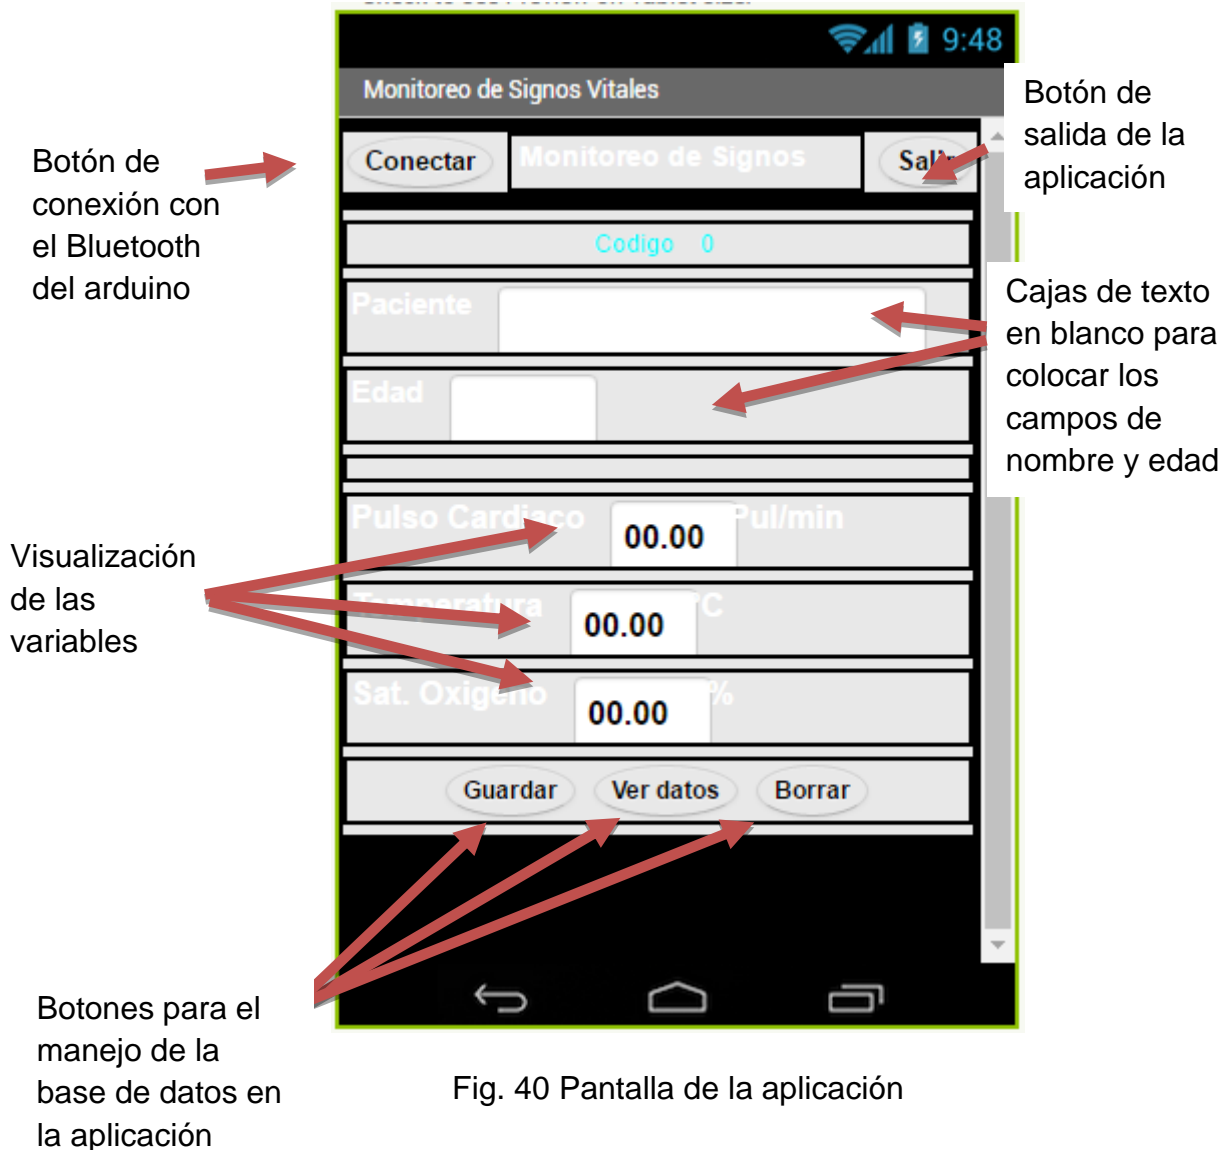 9:48
Monitoreo de Signos Vitales
Conectar
Monitoreo de Signos
Salir
Codigo 0
Paciente
Edad
Pulso Cardiaco 00.00 Pul/min
Temperatura 00.00 °C
Sat. Oxigeno 00.00 %
Guardar Ver datos Borrar
Botón de
conexión con
el Bluetooth
del arduino
Botón de
salida de la
aplicación
Cajas de texto
en blanco para
colocar los
campos de
nombre y edad
Visualización
de las
variables
Botones para el
manejo de la
base de datos en
la aplicación
Fig. 40 Pantalla de la aplicación